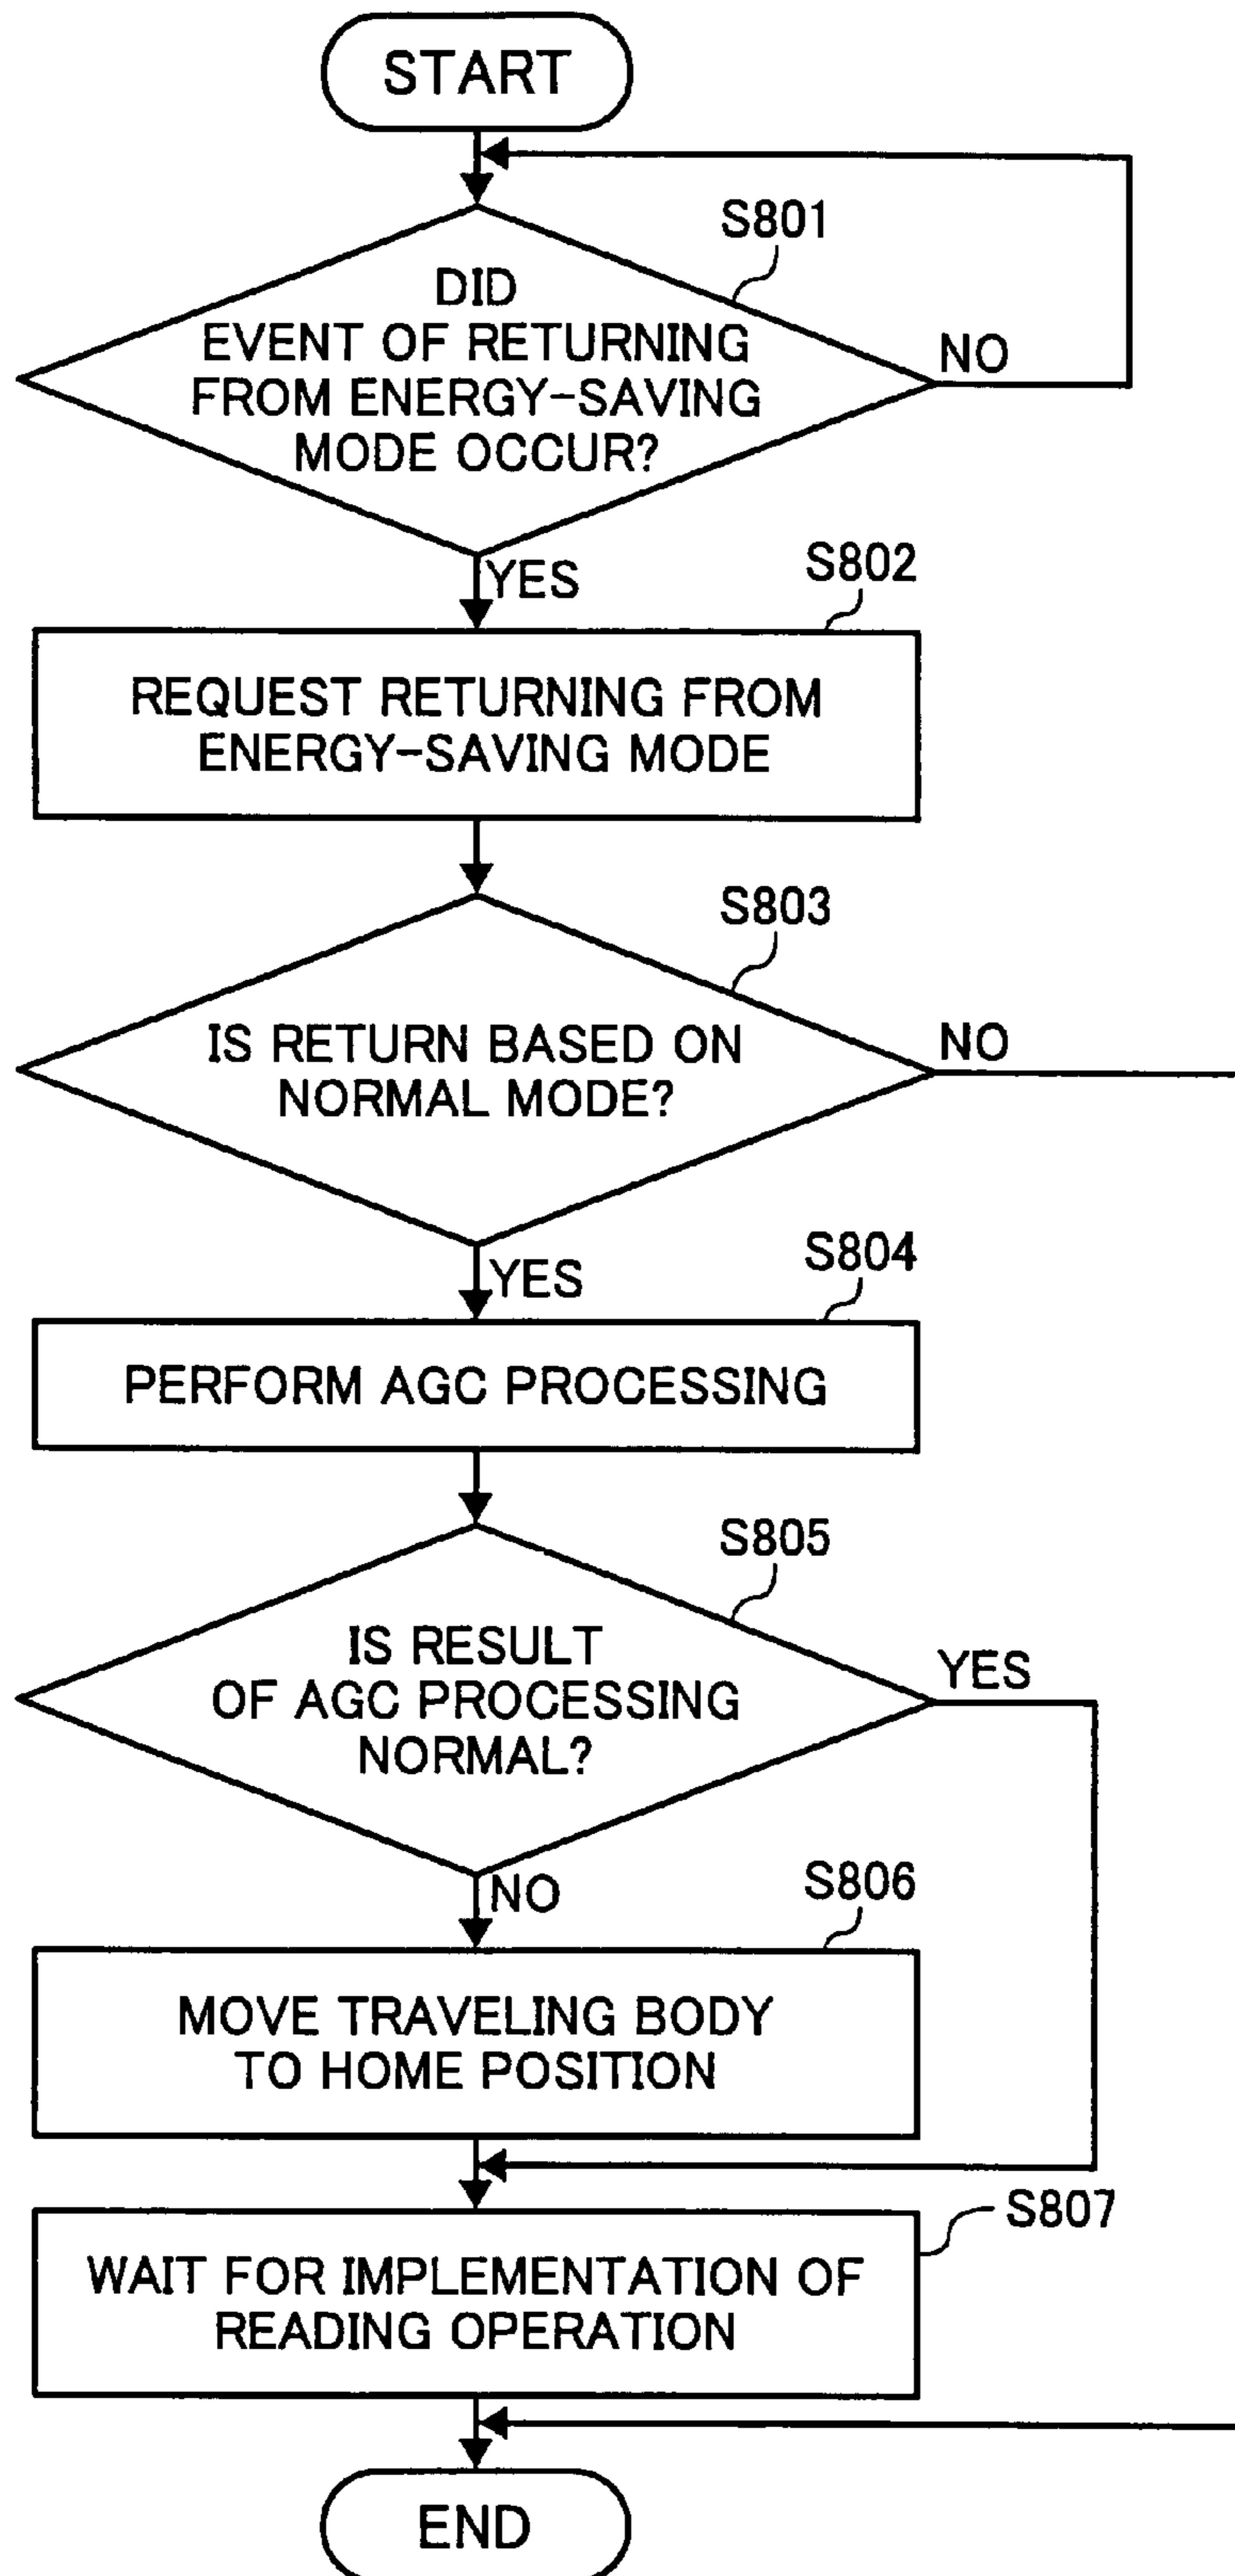 START
S801
DID
EVENT OF RETURNING
FROM ENERGY-SAVING
MODE OCCUR?
NO
YES
S802
REQUEST RETURNING FROM
ENERGY-SAVING MODE
S803
IS RETURN BASED ON
NORMAL MODE?
NO
YES
S804
PERFORM AGC PROCESSING
S805
IS RESULT
OF AGC PROCESSING
NORMAL?
YES
NO
S806
MOVE TRAVELING BODY
TO HOME POSITION
S807
WAIT FOR IMPLEMENTATION OF
READING OPERATION
END